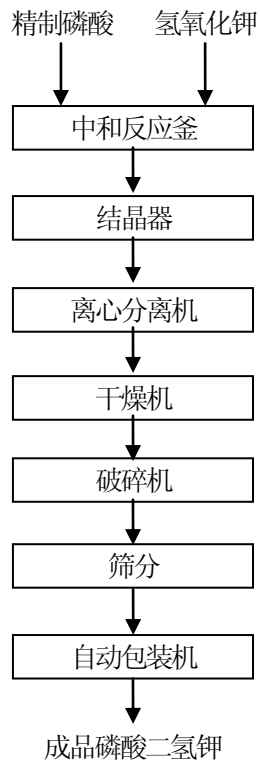 精制磷酸 氢氧化钾
中和反应釜
结晶器
离心分离机
干燥机
破碎机
筛分
自动包装机
成品磷酸二氢钾